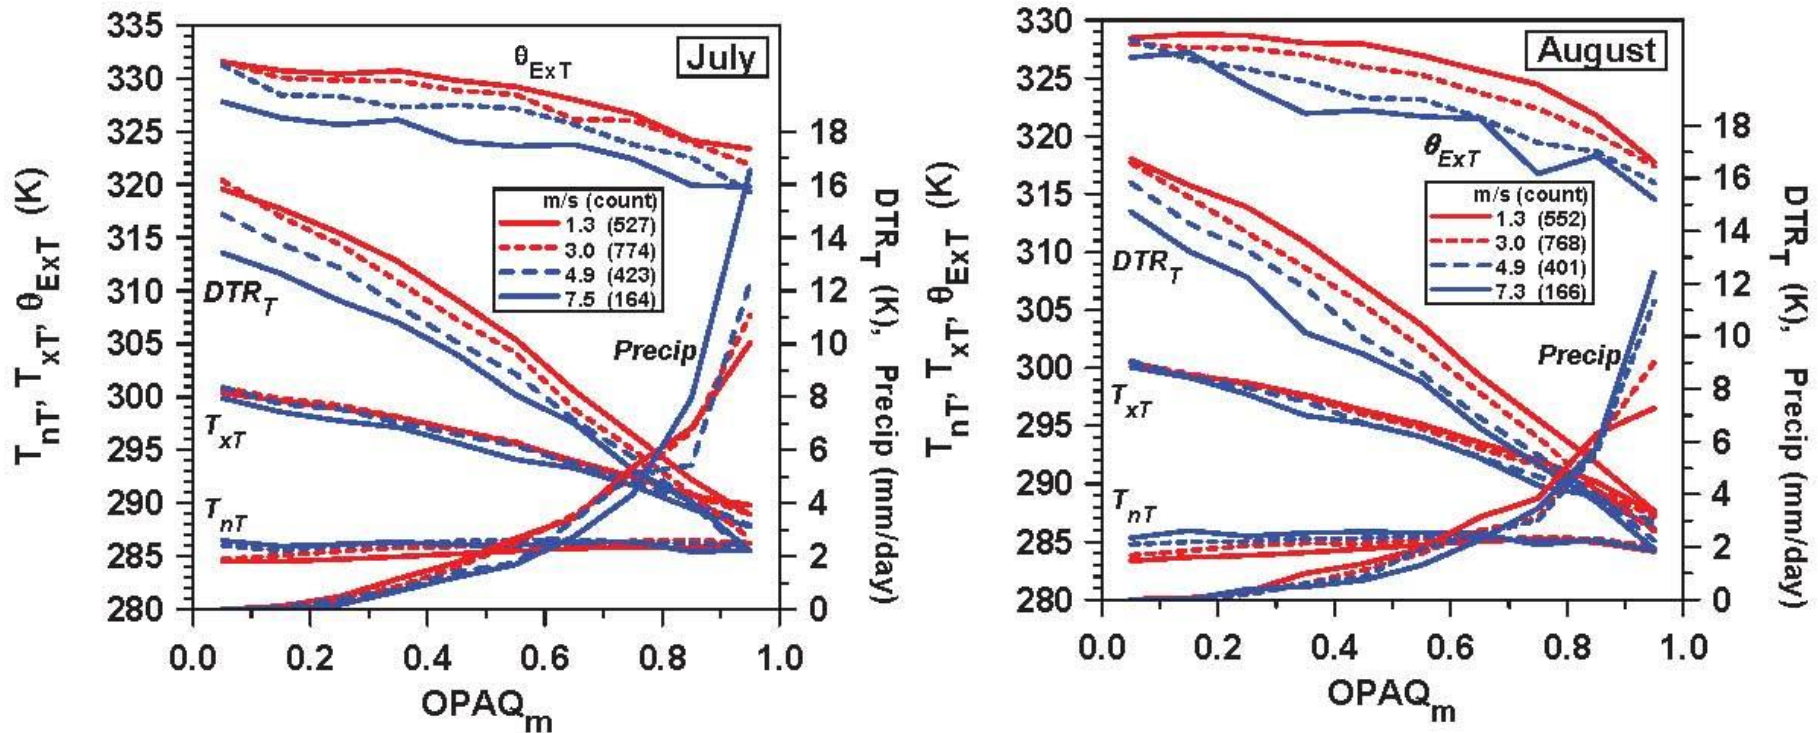 July
335
330
325
320
315
310
305
300
295
290
285
280
T_nT, T_xT, θ_ExT (K)
θ_ExT
DTR_T
T_xT
T_nT
Precip
m/s (count)
1.3 (527)
3.0 (774)
4.9 (423)
7.5 (164)
18
16
14
12
10
8
6
4
2
0
DTR_T (K), Precip (mm/day)
0.0 0.2 0.4 0.6 0.8 1.0
OPAQ_m
August
330
325
320
315
310
305
300
295
290
285
280
T_nT, T_xT, θ_ExT (K)
θ_ExT
DTR_T
T_xT
T_nT
Precip
m/s (count)
1.3 (552)
3.0 (768)
4.9 (401)
7.3 (166)
18
16
14
12
10
8
6
4
2
0
DTR_T (K), Precip (mm/day)
0.0 0.2 0.4 0.6 0.8 1.0
OPAQ_m